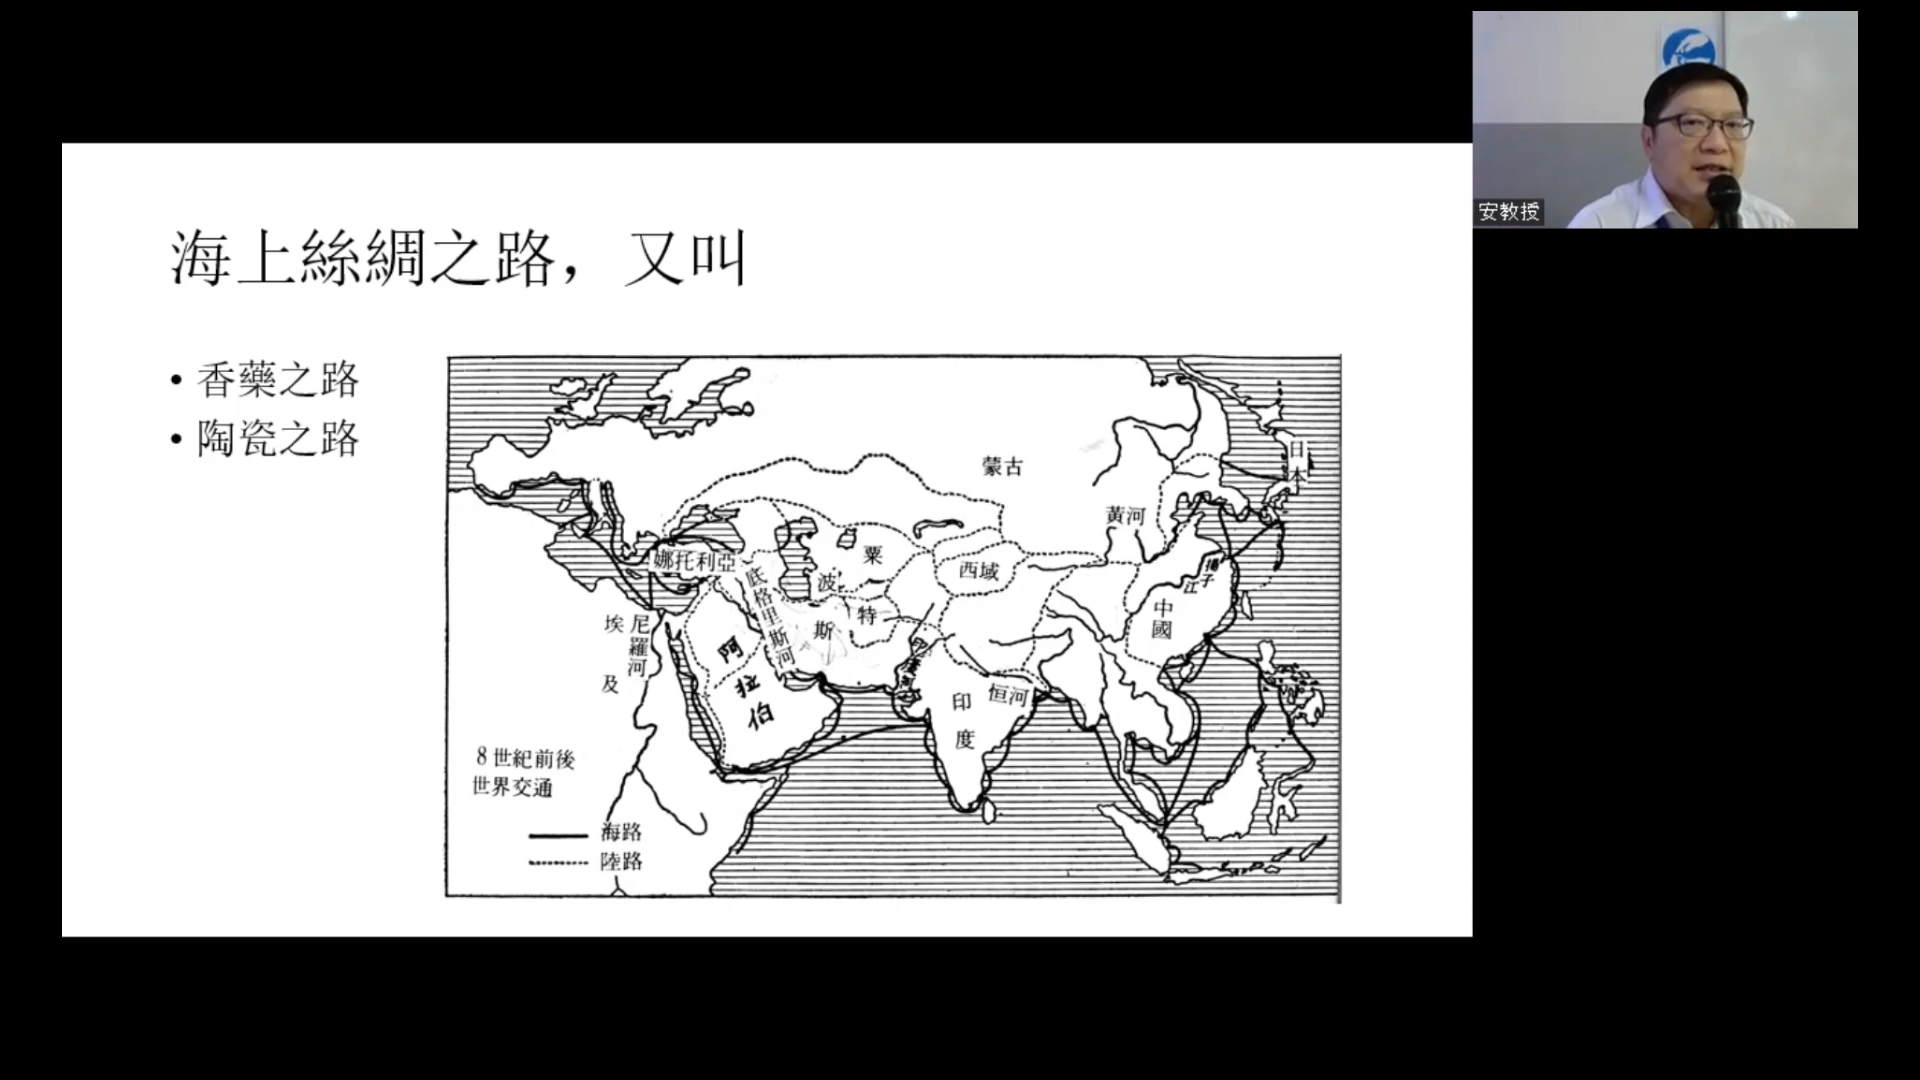 海上絲綢之路，又叫
• 香藥之路
• 陶瓷之路
安教授
蒙古
日本
黃河
娜托利亞
粟
特
西域
波
斯
底格里斯河
揚子
江
中國
埃及
尼羅河
阿拉伯
印度
恒河
8世紀前後
世界交通
海路
陸路